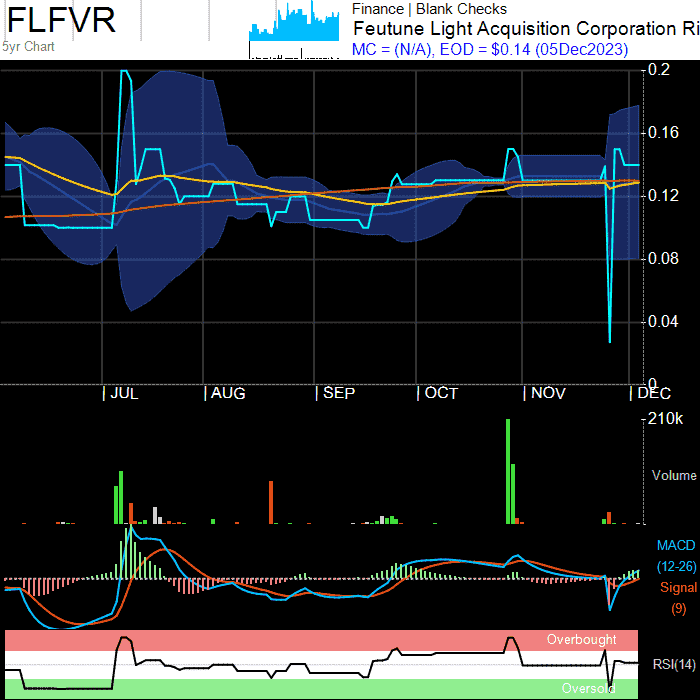 FLFVR
5yr Chart
Finance | Blank Checks
Feutune Light Acquisition Corporation Ri
MC = (N/A), EOD = $0.14 (05Dec2023)
0.2
0.16
0.12
0.08
0.04
0
JUL AUG SEP OCT NOV DEC
210k
Volume
MACD
(12-26)
Signal
(9)
Overbought
RSI(14)
Oversold